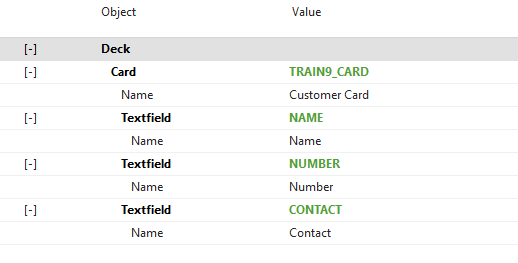 Object Value
[-] Deck
[-] Card TRAIN9_CARD
Name Customer Card
[-] Textfield NAME
Name Name
[-] Textfield NUMBER
Name Number
[-] Textfield CONTACT
Name Contact